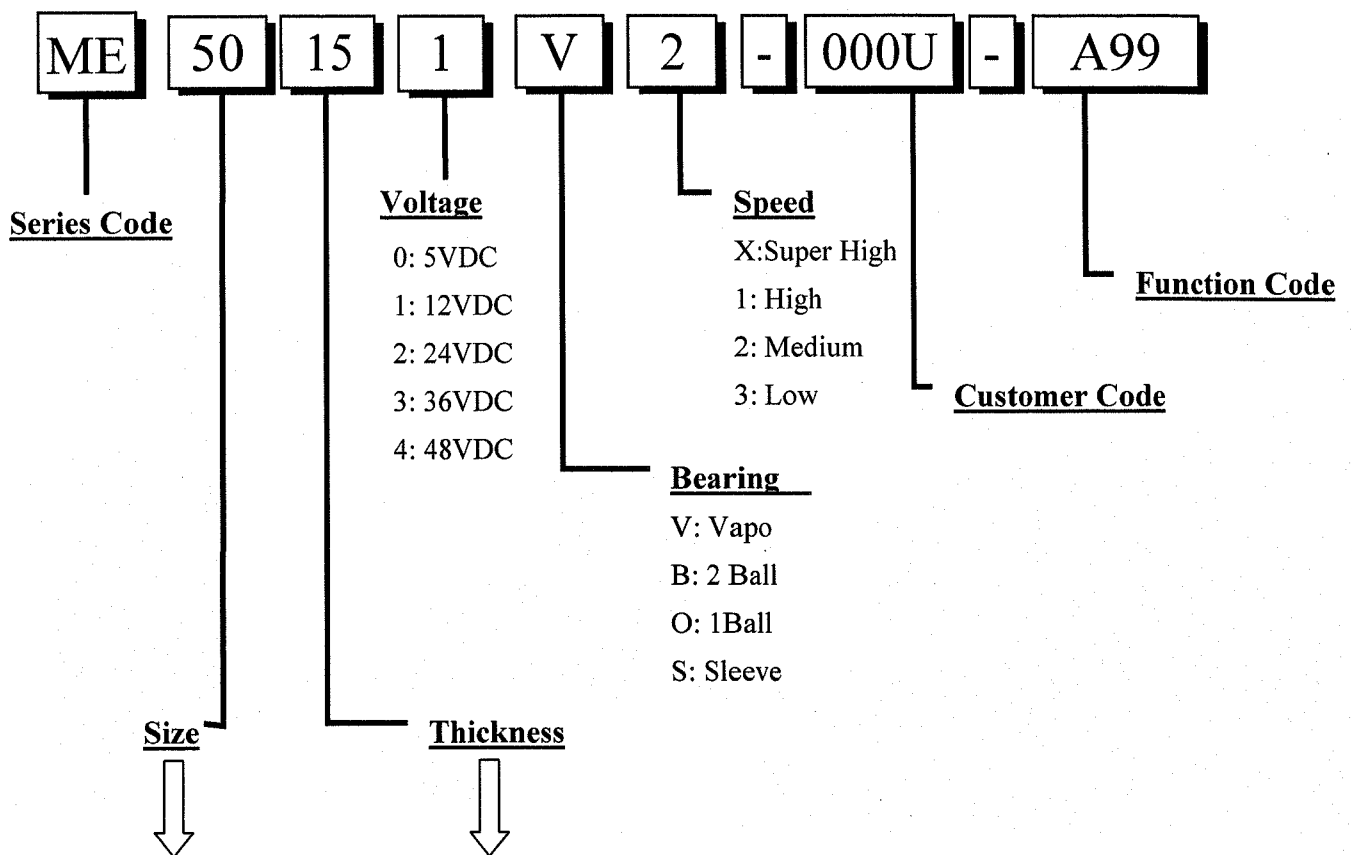 ME 50 15 1 V 2 - 000U - A99
Series Code
Voltage
0: 5VDC
1: 12VDC
2: 24VDC
3: 36VDC
4: 48VDC
Speed
X:Super High
1: High
2: Medium
3: Low
Function Code
Customer Code
Bearing
V: Vapo
B: 2 Ball
O: 1Ball
S: Sleeve
Size
Thickness